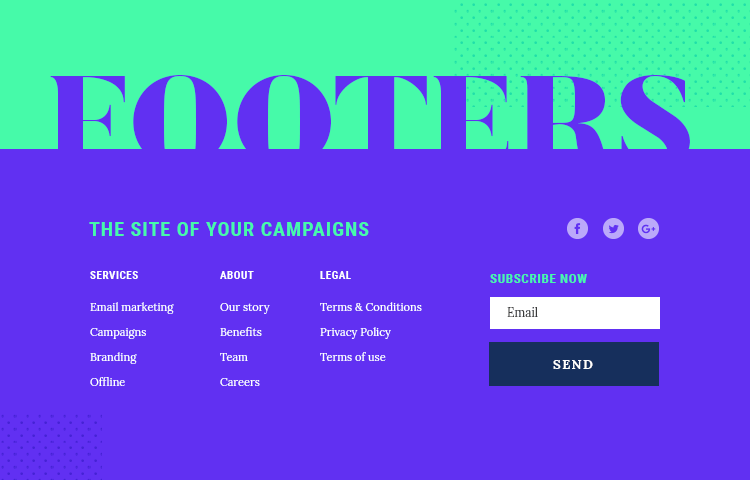 FOOTERS
THE SITE OF YOUR CAMPAIGNS
SERVICES
Email marketing
Campaigns
Branding
Offline
ABOUT
Our story
Benefits
Team
Careers
LEGAL
Terms & Conditions
Privacy Policy
Terms of use
f
G+
SUBSCRIBE NOW
Email
SEND